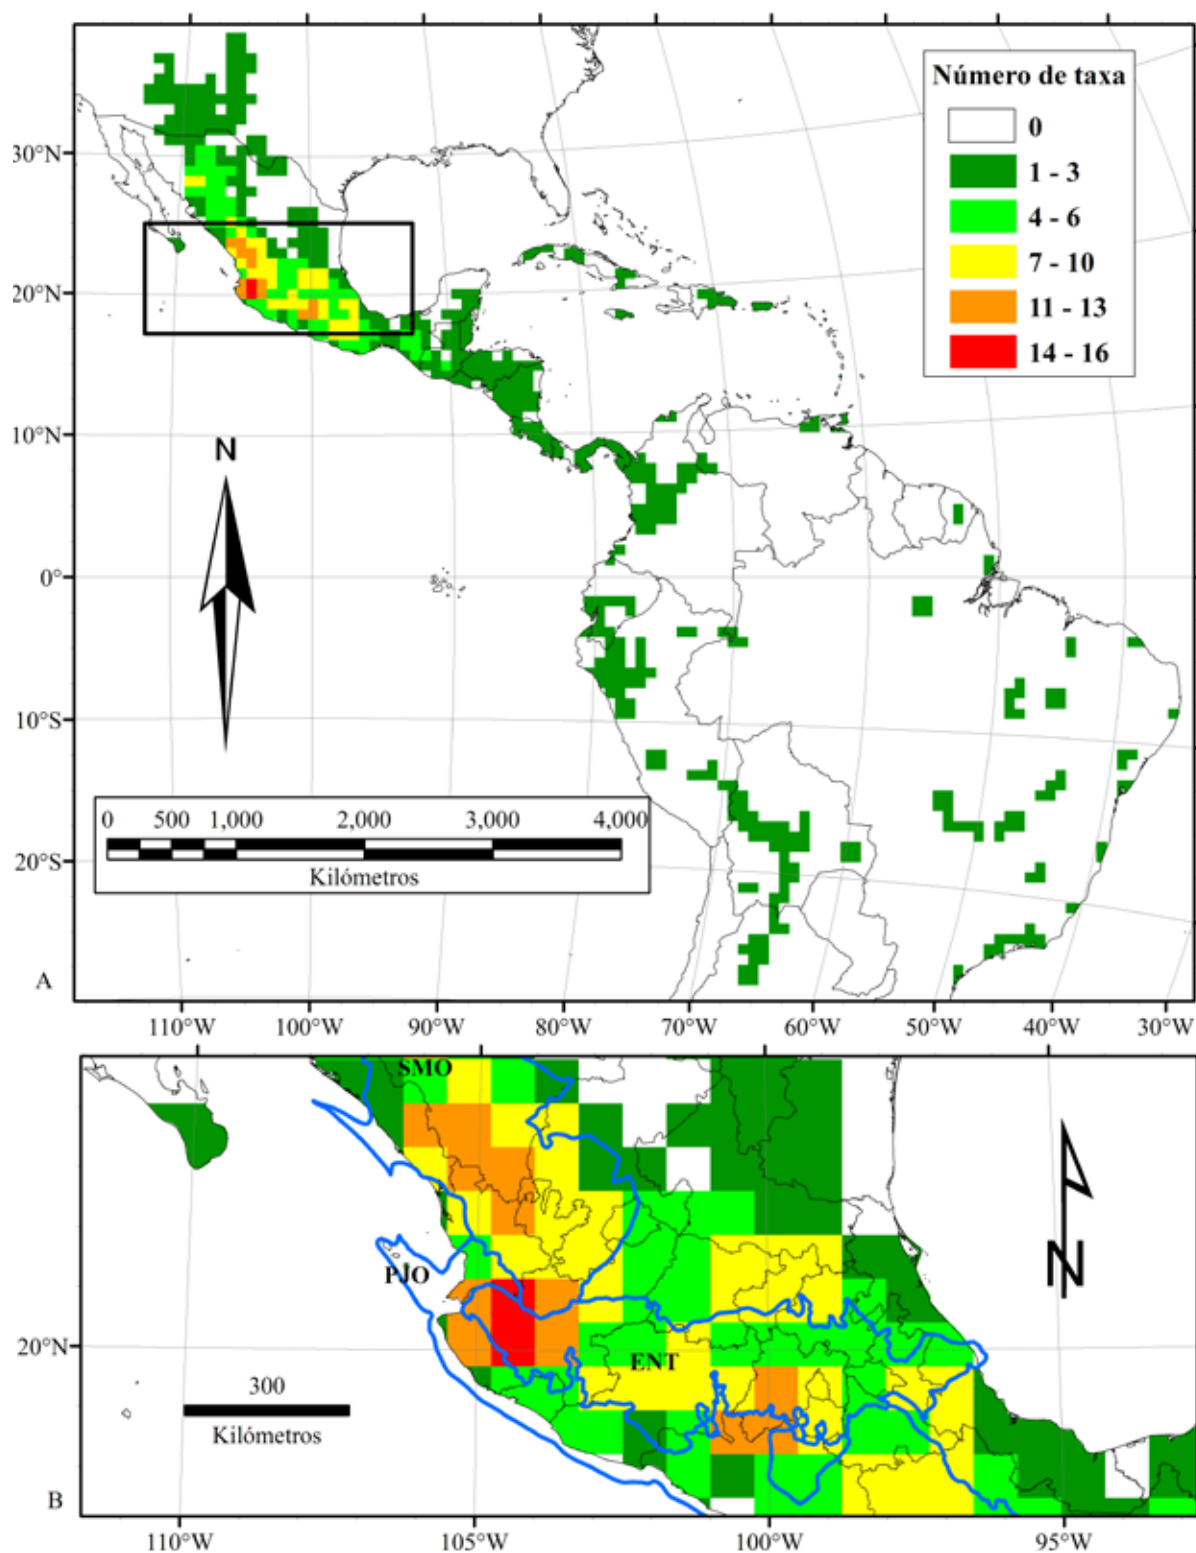 Número de taxa
0
1 - 3
4 - 6
7 - 10
11 - 13
14 - 16
30°N
20°N
10°N
0°
10°S
20°S
N
0 500 1,000 2,000 3,000 4,000
Kilómetros
A
110°W 100°W 90°W 80°W 70°W 60°W 50°W 40°W 30°W
SMO
PJO
ENT
20°N
300
Kilómetros
N
B
110°W 105°W 100°W 95°W